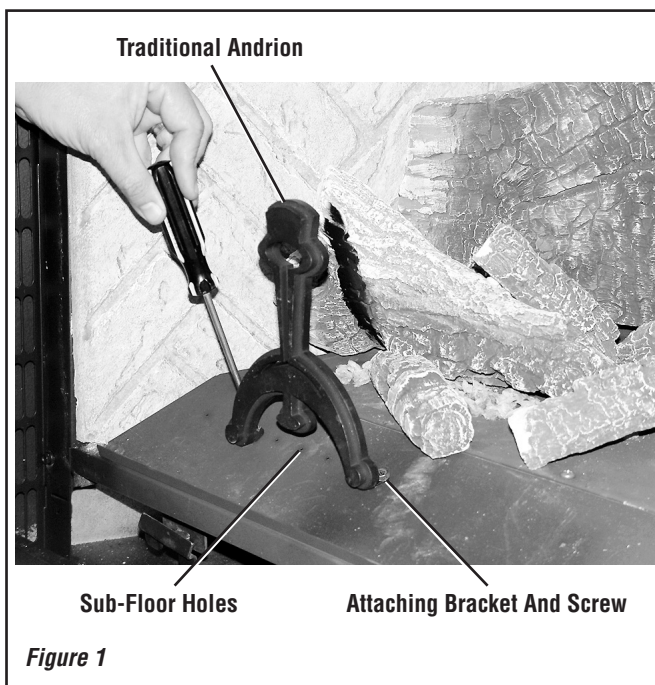 Traditional Andrion
Sub-Floor Holes
Attaching Bracket And Screw
Figure 1